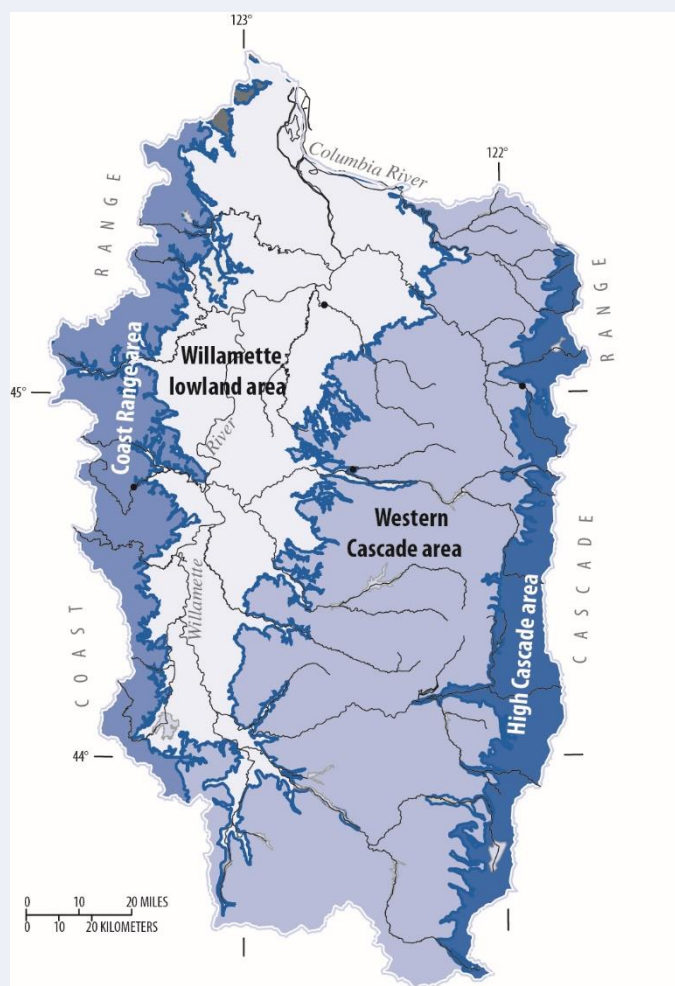 123°
Columbia River
122°
RANGE
RANGE
Willamette
lowland area
Coast Range area
45°
River
Western
Cascade area
CASCADE
High Cascade area
Willamette
COAST
44°
0 10 20 MILES
0 10 20 KILOMETERS